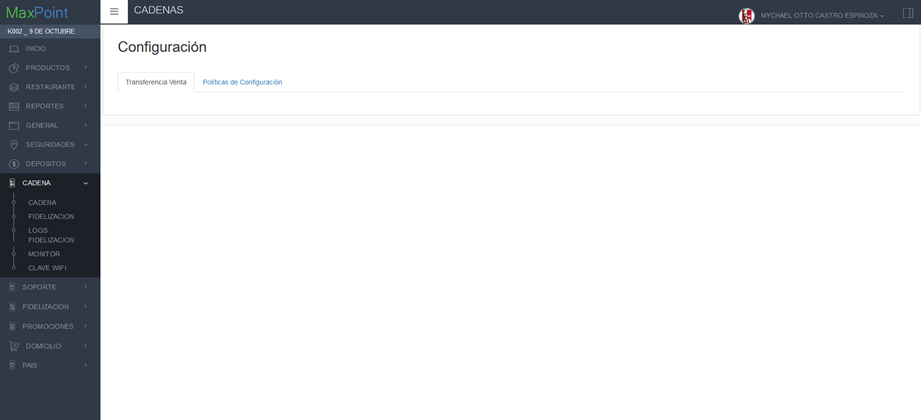 MaxPoint
CADENAS
MYCHAEL OTTO CASTRO ESPINOZA
K002 _ 9 DE OCTUBRE
INICIO
PRODUCTOS
RESTAURANTE
REPORTES
GENERAL
SEGURIDADES
DEPOSITOS
CADENA
CADENA
FIDELIZACION
LOGS
FIDELIZACION
MONITOR
CLAVE WIFI
SOPORTE
FIDELIZACION
PROMOCIONES
DOMICILIO
PAIS
Configuración
Transferencia Venta
Políticas de Configuración